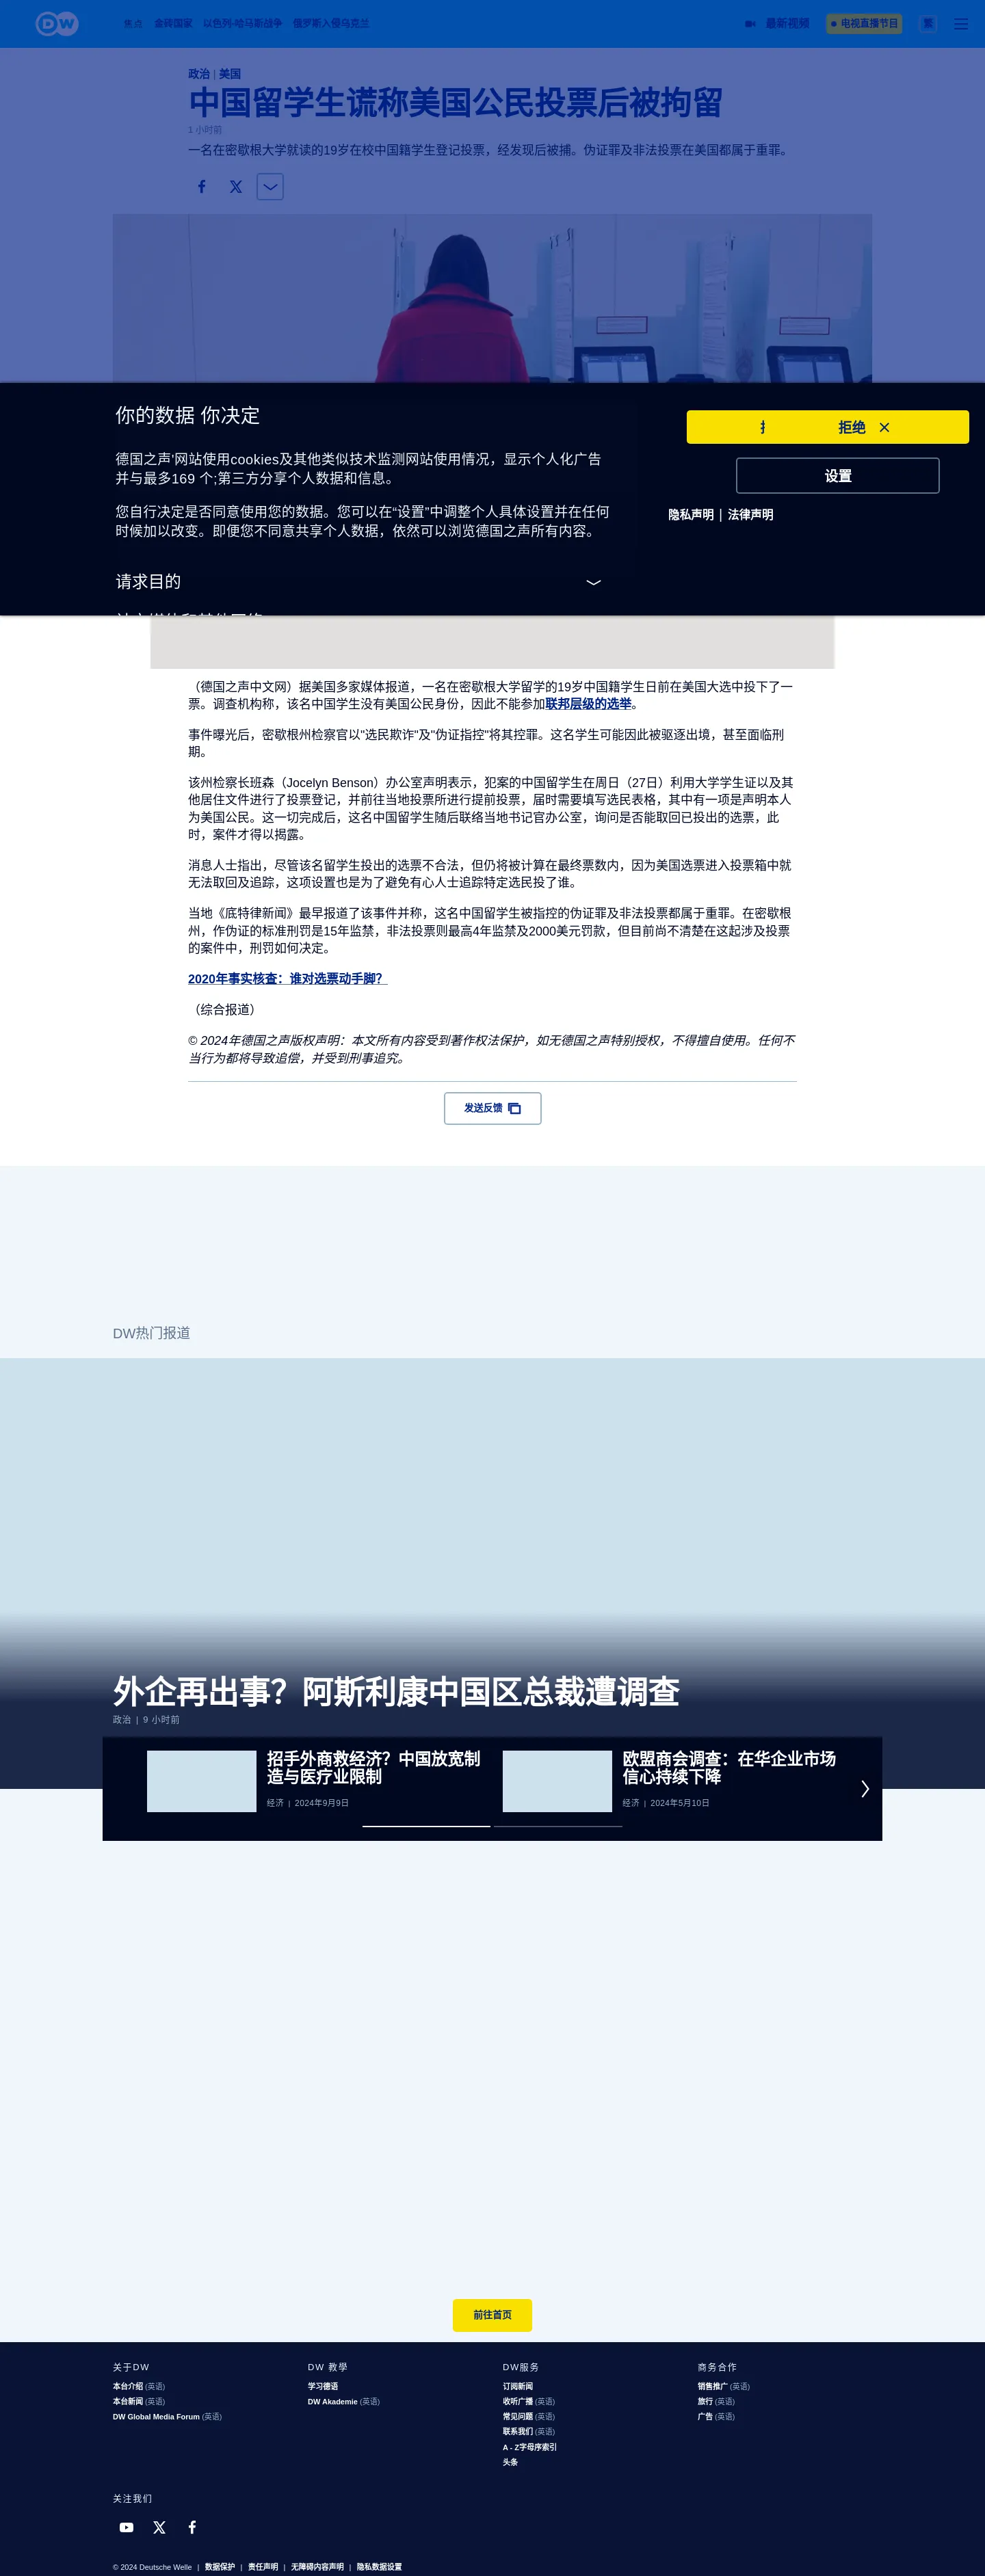 DW
焦点 金砖国家 以色列-哈马斯战争 俄罗斯入侵乌克兰 最新视频 电视直播节目 繁
政治 | 美国
中国留学生谎称美国公民投票后被拘留
1 小时前
一名在密歇根大学就读的19岁在校中国籍学生登记投票，经发现后被捕。伪证罪及非法投票在美国都属于重罪。
你的数据 你决定
德国之声'网站使用cookies及其他类似技术监测网站使用情况，显示个人化广告
并与最多169 个;第三方分享个人数据和信息。
您自行决定是否同意使用您的数据。您可以在“设置”中调整个人具体设置并在任何
时候加以改变。即便您不同意共享个人数据，依然可以浏览德国之声所有内容。
请求目的
拒绝
设置
隐私声明 | 法律声明
（德国之声中文网）据美国多家媒体报道，一名在密歇根大学留学的19岁中国籍学生日前在美国大选中投下了一
票。调查机构称，该名中国学生没有美国公民身份，因此不能参加联邦层级的选举。
事件曝光后，密歇根州检察官以"选民欺诈"及"伪证指控"将其控罪。这名学生可能因此被驱逐出境，甚至面临刑
期。
该州检察长班森（Jocelyn Benson）办公室声明表示，犯案的中国留学生在周日（27日）利用大学学生证以及其
他居住文件进行了投票登记，并前往当地投票所进行提前投票，届时需要填写选民表格，其中有一项是声明本人
为美国公民。这一切完成后，这名中国留学生随后联络当地书记官办公室，询问是否能取回已投出的选票，此
时，案件才得以揭露。
消息人士指出，尽管该名留学生投出的选票不合法，但仍将被计算在最终票数内，因为美国选票进入投票箱中就
无法取回及追踪，这项设置也是为了避免有心人士追踪特定选民投了谁。
当地《底特律新闻》最早报道了该事件并称，这名中国留学生被指控的伪证罪及非法投票都属于重罪。在密歇根
州，作伪证的标准刑罚是15年监禁，非法投票则最高4年监禁及2000美元罚款，但目前尚不清楚在这起涉及投票
的案件中，刑罚如何决定。
2020年事实核查：谁对选票动手脚？
（综合报道）
© 2024年德国之声版权声明：本文所有内容受到著作权法保护，如无德国之声特别授权，不得擅自使用。任何不
当行为都将导致追偿，并受到刑事追究。
发送反馈
DW热门报道
外企再出事？阿斯利康中国区总裁遭调查
政治 | 9 小时前
招手外商救经济？中国放宽制
造与医疗业限制
经济 | 2024年9月9日
欧盟商会调查：在华企业市场
信心持续下降
经济 | 2024年5月10日
前往首页
关于DW
本台介绍 (英语)
本台新闻 (英语)
DW Global Media Forum (英语)
DW 教學
学习德语
DW Akademie (英语)
DW服务
订阅新闻
收听广播 (英语)
常见问题 (英语)
联系我们 (英语)
A - Z字母序索引
头条
商务合作
销售推广 (英语)
旅行 (英语)
广告 (英语)
关注我们
© 2024 Deutsche Welle | 数据保护 | 责任声明 | 无障碍内容声明 | 隐私数据设置